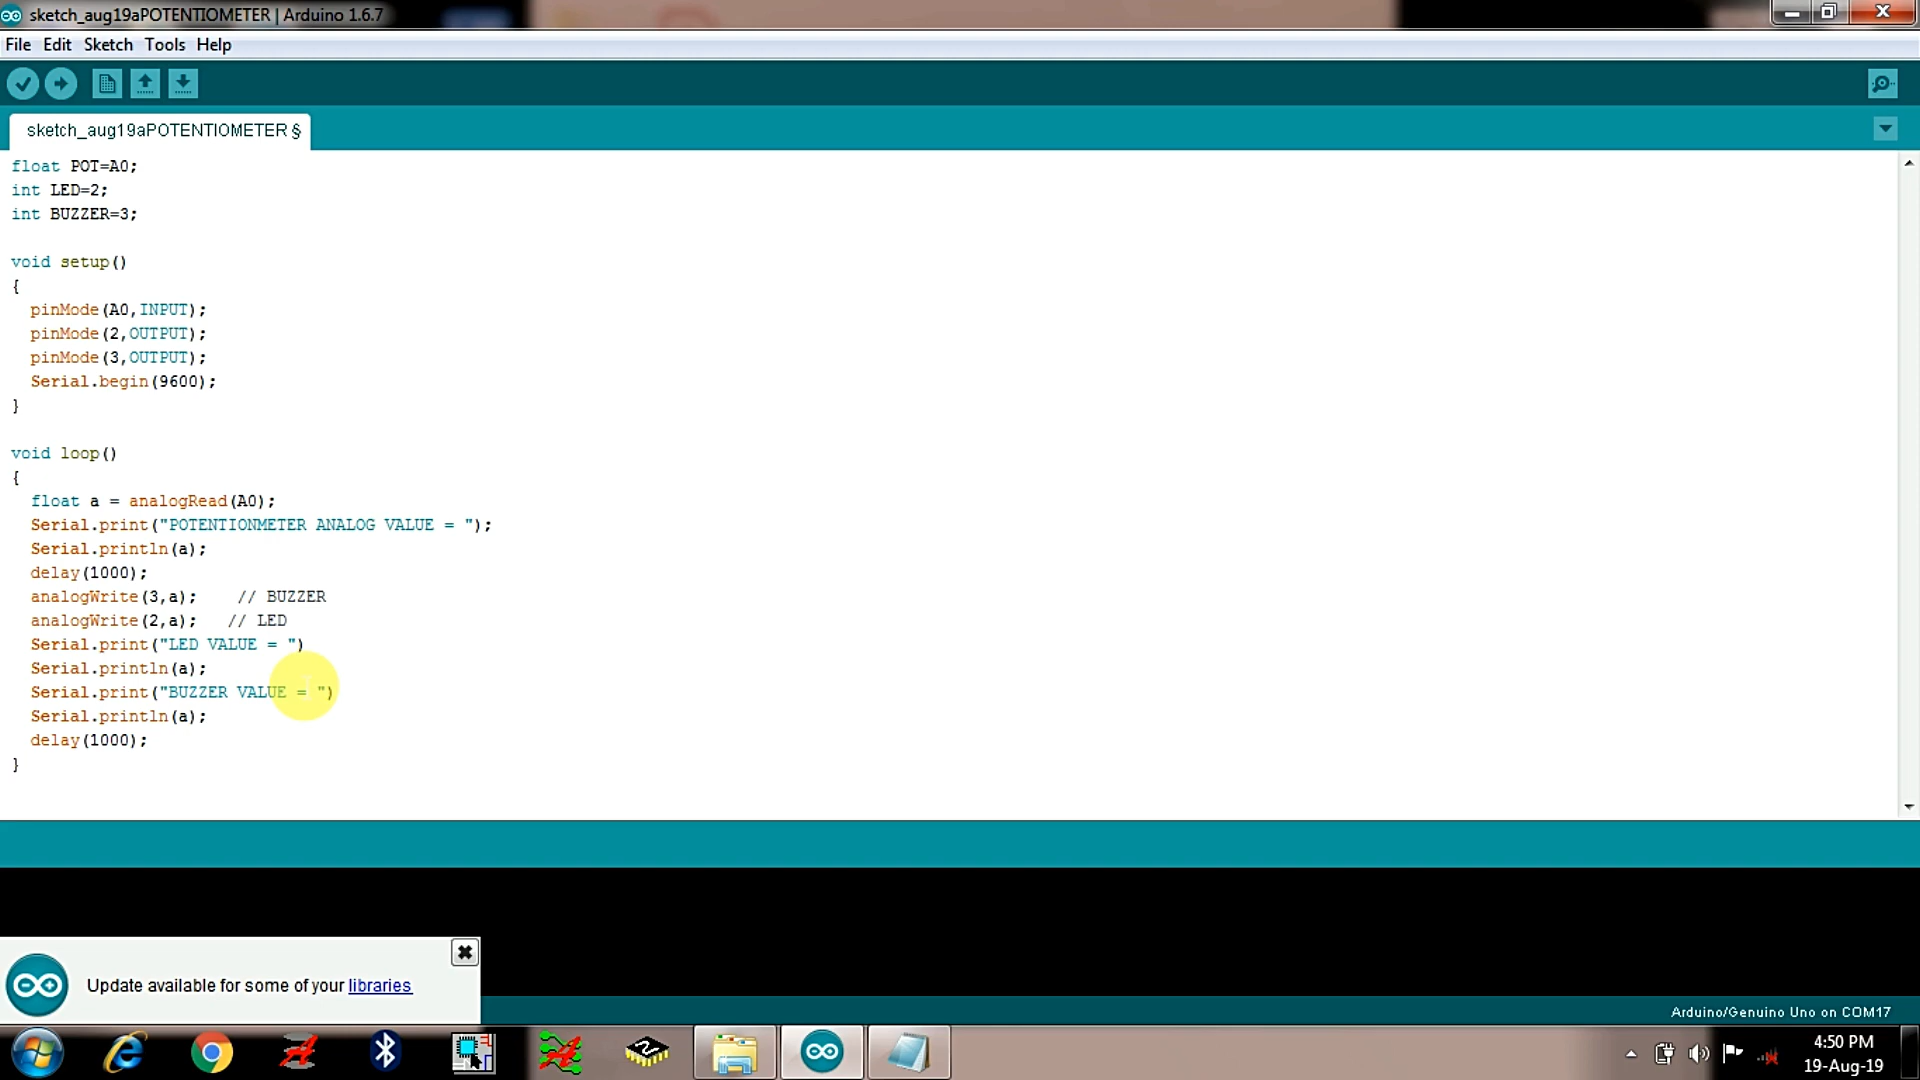 sketch_aug19aPOTENTIOMETER | Arduino 1.6.7
File Edit Sketch Tools Help
sketch_aug19aPOTENTIOMETER §
float POT=A0;
int LED=2;
int BUZZER=3;
void setup()
{
pinMode(A0,INPUT);
pinMode(2,OUTPUT);
pinMode(3,OUTPUT);
Serial.begin(9600);
}
void loop()
{
float a = analogRead(A0);
Serial.print("POTENTIONMETER ANALOG VALUE = ");
Serial.println(a);
delay(1000);
analogWrite(3,a);    // BUZZER
analogWrite(2,a);   // LED
Serial.print("LED VALUE = ")
Serial.println(a);
Serial.print("BUZZER VALUE = ")
Serial.println(a);
delay(1000);
}
Update available for some of your libraries
Arduino/Genuino Uno on COM17
4:50 PM
19-Aug-19